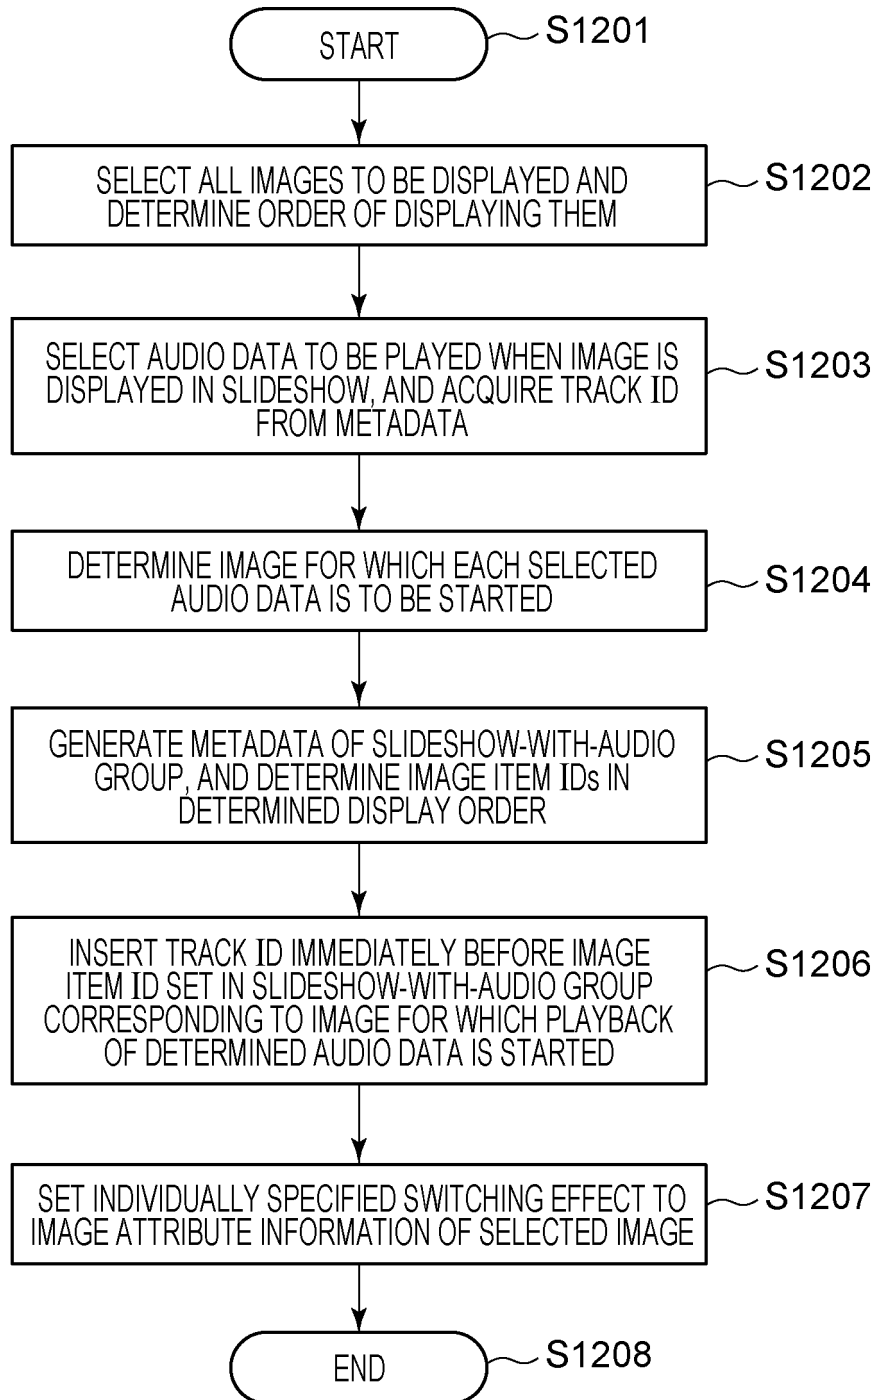 START
S1201
SELECT ALL IMAGES TO BE DISPLAYED AND
DETERMINE ORDER OF DISPLAYING THEM
S1202
SELECT AUDIO DATA TO BE PLAYED WHEN IMAGE IS
DISPLAYED IN SLIDESHOW, AND ACQUIRE TRACK ID
FROM METADATA
S1203
DETERMINE IMAGE FOR WHICH EACH SELECTED
AUDIO DATA IS TO BE STARTED
S1204
GENERATE METADATA OF SLIDESHOW-WITH-AUDIO
GROUP, AND DETERMINE IMAGE ITEM IDs IN
DETERMINED DISPLAY ORDER
S1205
INSERT TRACK ID IMMEDIATELY BEFORE IMAGE
ITEM ID SET IN SLIDESHOW-WITH-AUDIO GROUP
CORRESPONDING TO IMAGE FOR WHICH PLAYBACK
OF DETERMINED AUDIO DATA IS STARTED
S1206
SET INDIVIDUALLY SPECIFIED SWITCHING EFFECT TO
IMAGE ATTRIBUTE INFORMATION OF SELECTED IMAGE
S1207
END
S1208